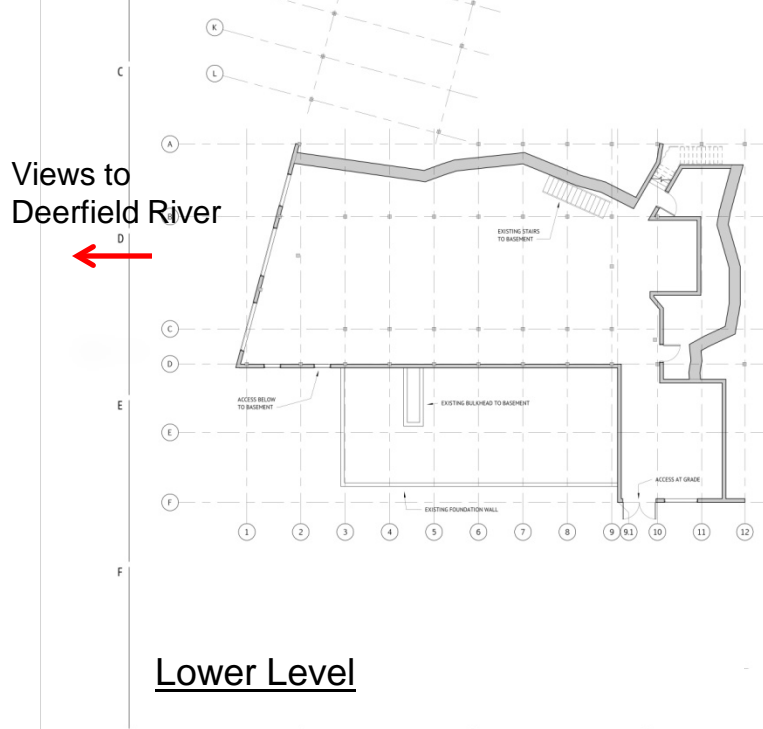 K
C
L
A
Views to
Deerfield River
B
EXISTING STAIRS
TO BASEMENT
D
C
D
ACCESS BELOW
TO BASEMENT
EXISTING BULKHEAD TO BASEMENT
E
E
ACCESS AT GRADE
F
EXISTING FOUNDATION WALL
1 2 3 4 5 6 7 8 9 9.1 10 11 12
F
Lower Level